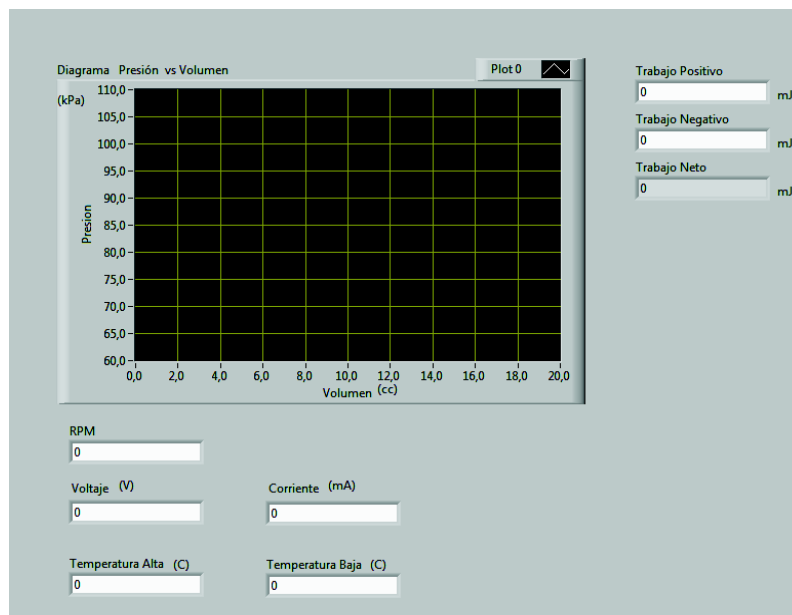 Diagrama Presión vs Volumen
Plot 0
(kPa)
110,0
105,0
100,0
95,0
90,0
85,0
80,0
75,0
70,0
65,0
60,0
Presion
0,0 2,0 4,0 6,0 8,0 10,0 12,0 14,0 16,0 18,0 20,0
Volumen (cc)
Trabajo Positivo
0 mJ
Trabajo Negativo
0 mJ
Trabajo Neto
0 mJ
RPM
0
Voltaje (V) Corriente (mA)
0 0
Temperatura Alta (C) Temperatura Baja (C)
0 0